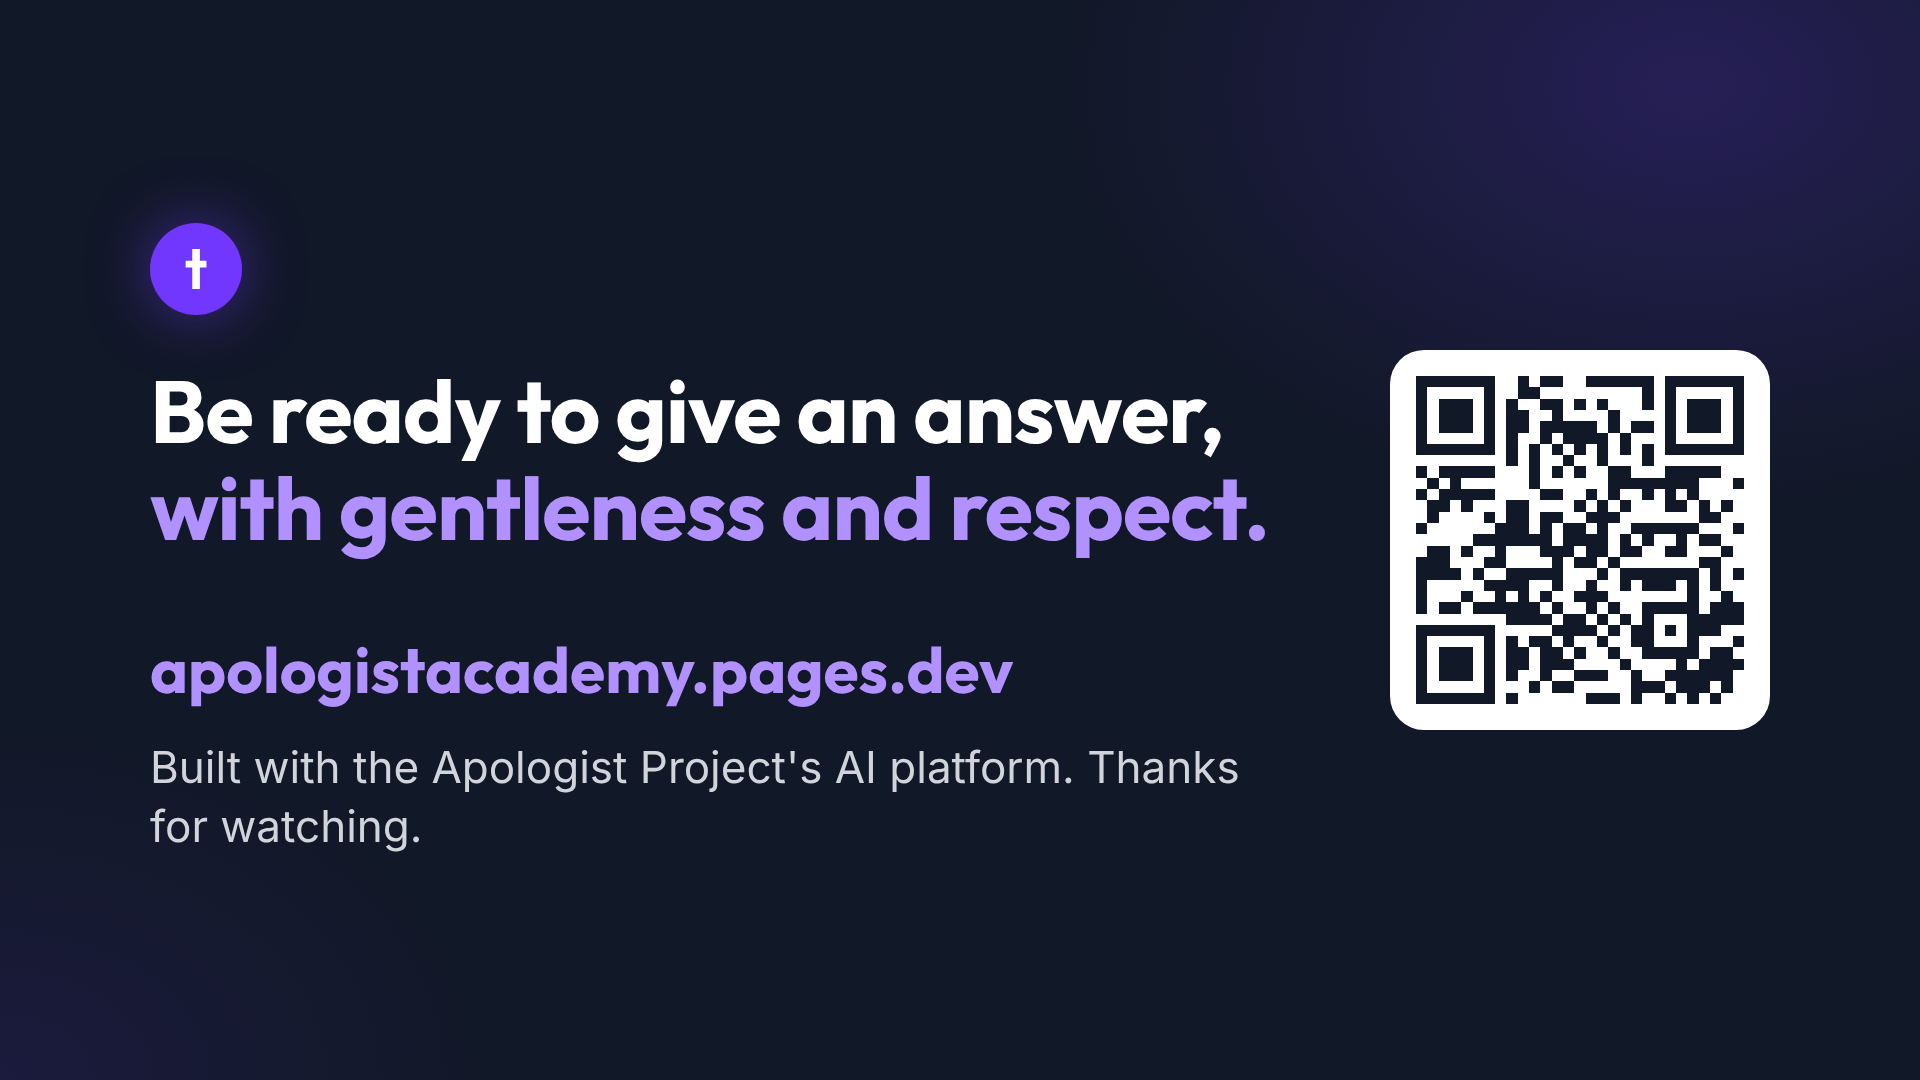 Be ready to give an answer,
with gentleness and respect.
apologistacademy.pages.dev
Built with the Apologist Project's AI platform. Thanks
for watching.